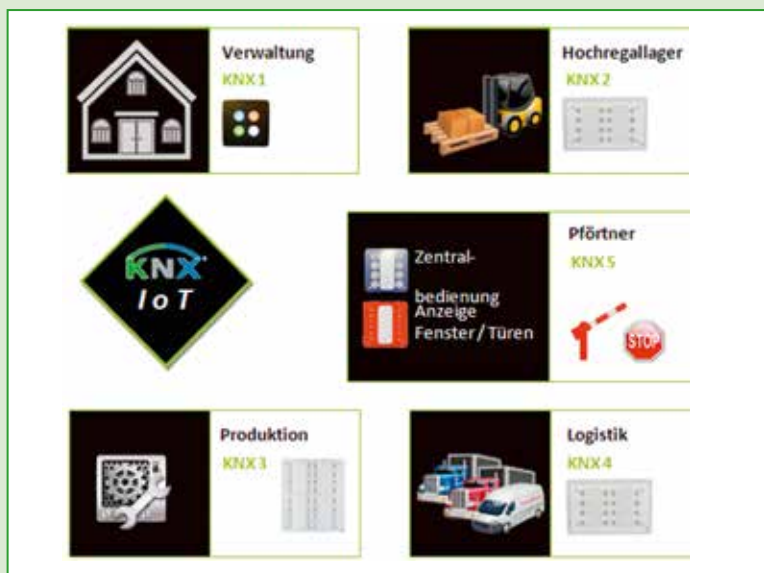 Verwaltung
KNX 1
Hochregallager
KNX 2
KNX
IoT
Zentral-
bedienung
Anzeige
Fenster/Türen
Pförtner
KNX 5
STOP
Produktion
KNX 3
Logistik
KNX 4